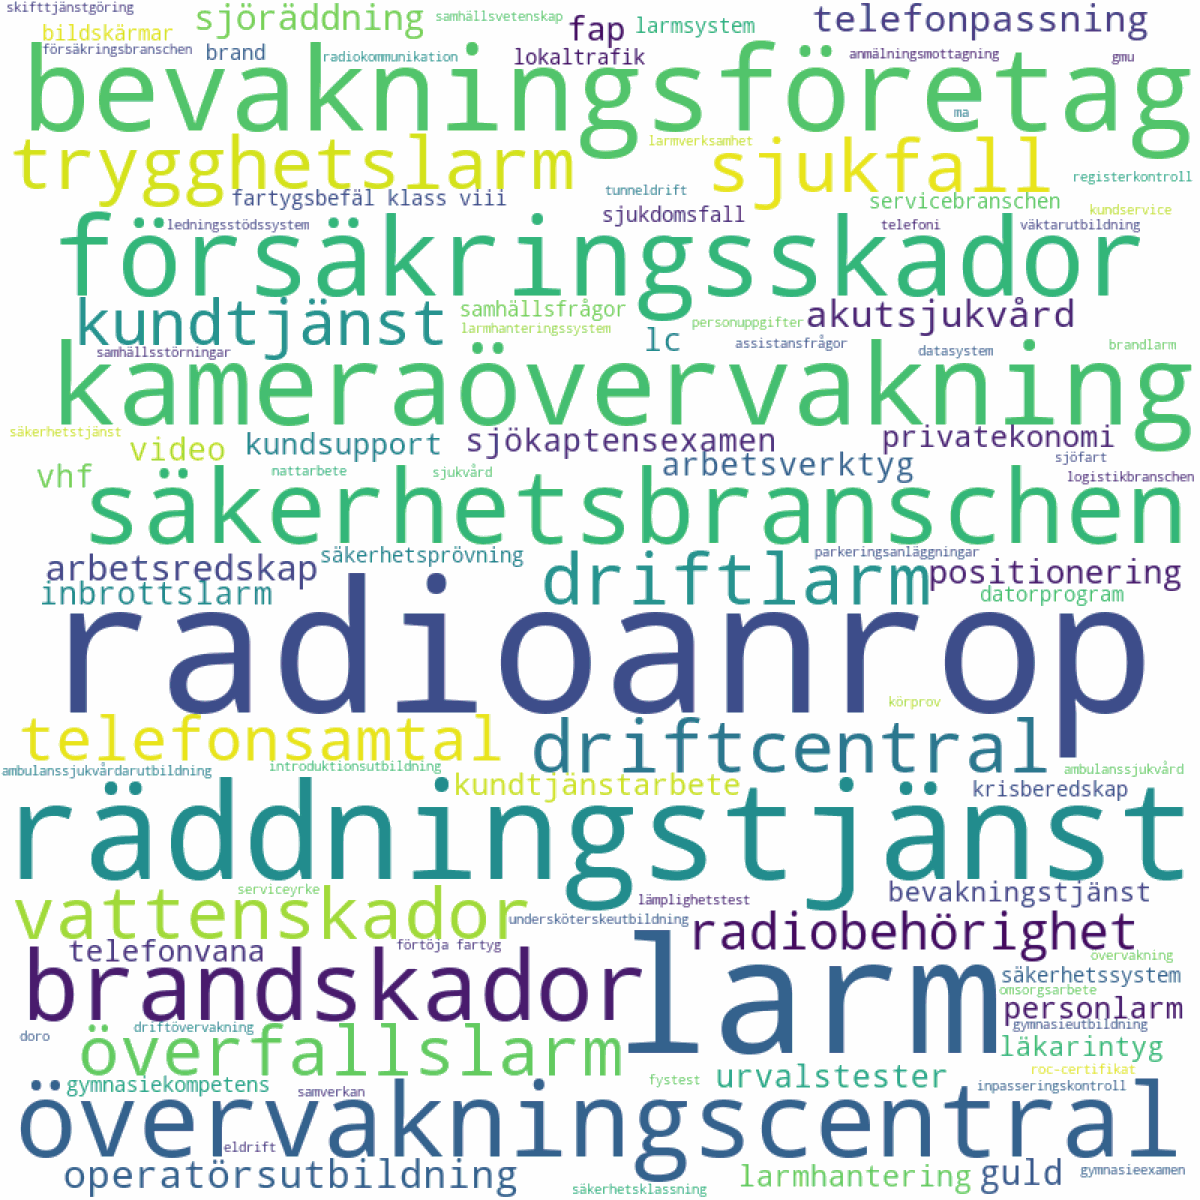 skifttjänstgöring
sjöräddning
samhällsvetenskap
fap
larmsystem
telefonpassning
bildskärmar
försäkringsbranschen
brand
radiokommunikation
lokaltrafik
anmälningsmottagning
gmu
bevakningsföretag
ma
trygghetslarm
larmverksamhet
sjukfall
registerkontroll
fartygsbefäl klass viii
tunneldrift
servicebranschen
ledningsstödssystem
sjukdomsfall
telefoni
kundservice
väktarutbildning
försäkringsskador
kundtjänst
samhällsfrågor
larmhanteringssystem
personuppgifter
akutsjukvård
lc
samhällsstörningar
assistansfrågor
datasystem
brandlarm
kameraövervakning
säkerhetstjänst
video
kundsupport
sjökaptensexamen
privatekonomi
vhf
nattarbete
sjukvård
arbetsverktyg
sjöfart
logistikbranschen
säkerhetsbranschen
arbetsredskap
säkerhetsprövning
driftlarm
parkeringsanläggningar
positionering
inbrottslarm
datorprogram
radioanrop
körprov
telefonsamtal
driftcentral
ambulanssjukvårdarutbildning
introduktionsutbildning
kundtjänstarbete
ambulanssjukvård
krisberedskap
räddningstjänst
serviceyrke
vattenskador
lämplighetstest
bevakningstjänst
undersköterskeutbildning
radiobehörighet
telefonvana
förtöja fartyg
övervakning
brandskador
larm
säkerhetssystem
omsorgsarbete
personlarm
driftövervakning
doro
överfallslarm
gymnasieutbildning
läkarintyg
gymnasiekompetens
samverkan
fystest
urvalstester
roc-certifikat
inpasseringskontroll
övervakningscentral
eldrift
operatörsutbildning
säkerhetsklassning
larmhantering
guld
gymnasieexamen